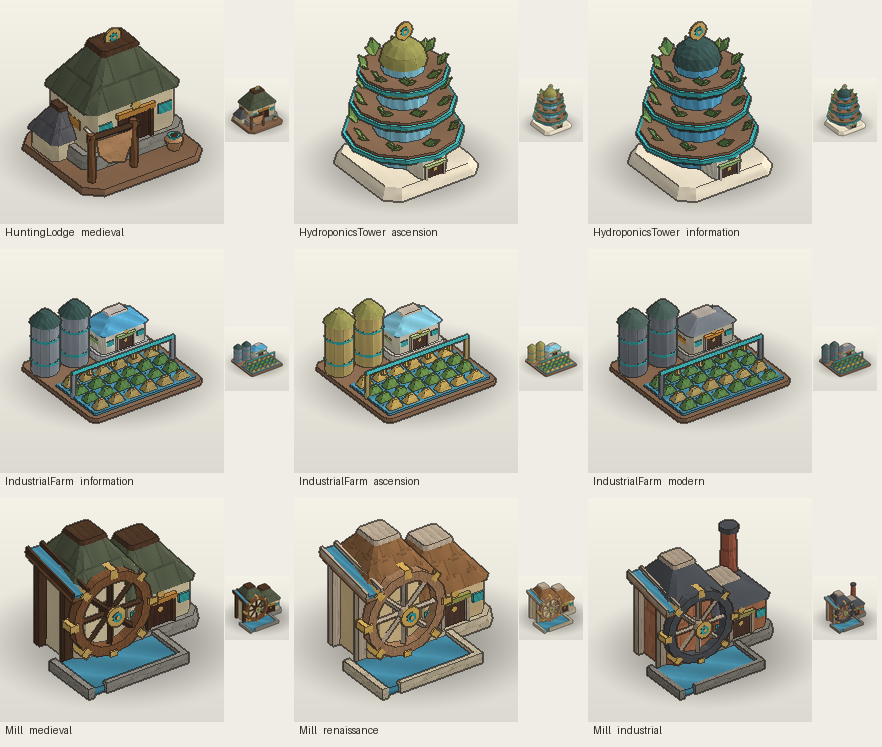 HuntingLodge medieval
HydroponicsTower ascension
HydroponicsTower information
IndustrialFarm information
IndustrialFarm ascension
IndustrialFarm modern
Mill medieval
Mill renaissance
Mill industrial